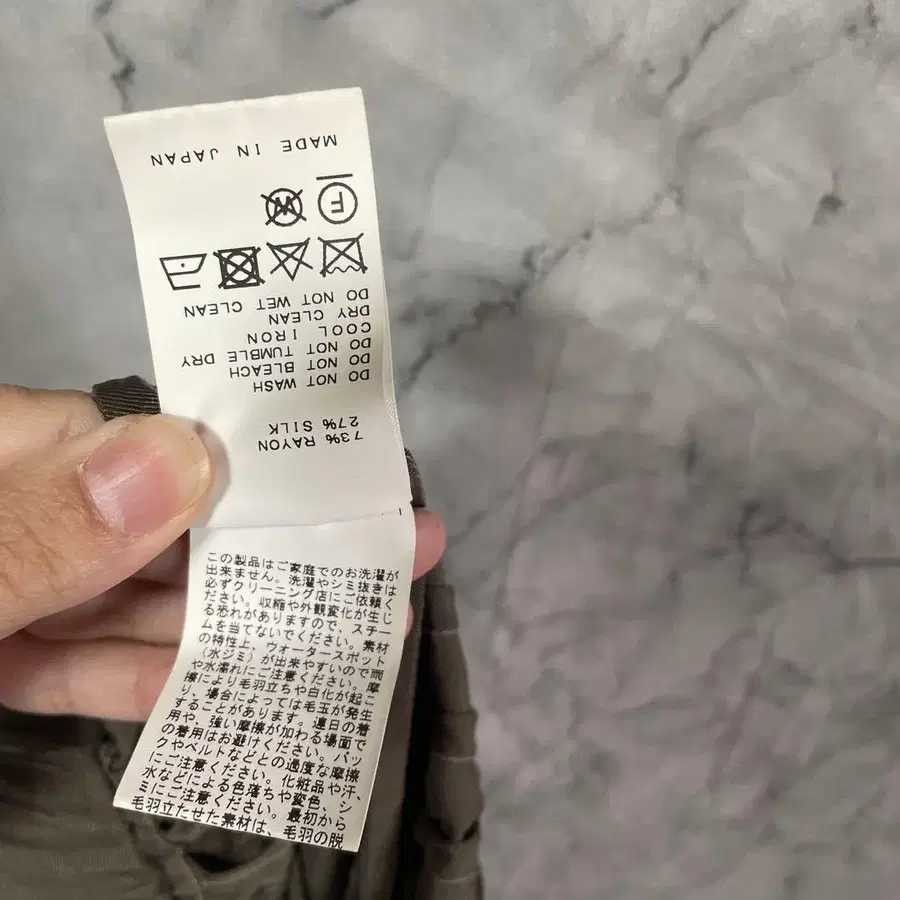 73% RAYON
27% SILK
DO NOT WASH
DO NOT BLEACH
DO NOT TUMBLE DRY
COOL IRON
DRY CLEAN
DO NOT WET CLEAN
F W
MADE IN JAPAN
この製品はご家庭でのお洗濯が
出来ません。洗濯やシミ抜きは
必ずクリーニング店にご依頼く
ださい。収縮や外観変化が生じ
る恐れがありますので、スチー
ムを当てないでください。素材
の特性上、ウォータースポット
(水ジミ)が出来やすいので雨
や水濡れにご注意ください。摩
擦により毛羽立ちや白化が起こ
り、場合によっては毛玉が発生
することがあります。連日の着
用や、強い摩擦が加わる場面で
の着用はお避けください。バッ
クやベルトなどとの過度な摩擦
にご注意ください。化粧品や汗、
水などによる色落ちや変色、シ
ミにご注意ください。最初から
毛羽立たせた素材は、毛羽の脱